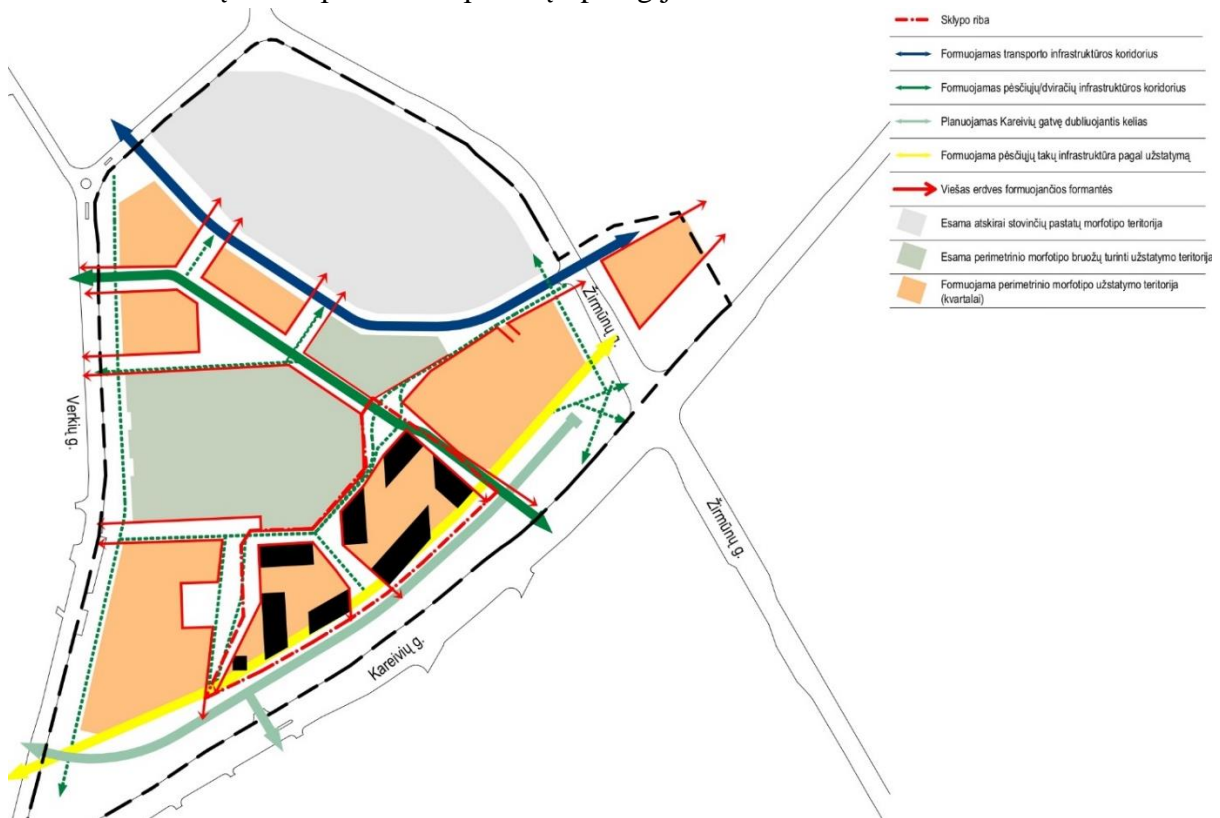 Sklypo riba
Formuojamas transporto infrastruktūros koridorius
Formuojamas pėsčiųjų/dviračių infrastruktūros koridorius
Planuojamas Kareivių gatvę dubliuojantis kelias
Formuojama pėsčiųjų takų infrastruktūra pagal užstatymą
Viešas erdves formuojančios formantės
Esama atskirai stovinčių pastatų morfotipo teritorija
Esama perimetrinio morfotipo bruožų turinti užstatymo teritorija
Formuojama perimetrinio morfotipo užstatymo teritorija
(kvartalai)
Žirmūnų g.
Verkių g.
Žirmūnų g.
Kareivių g.